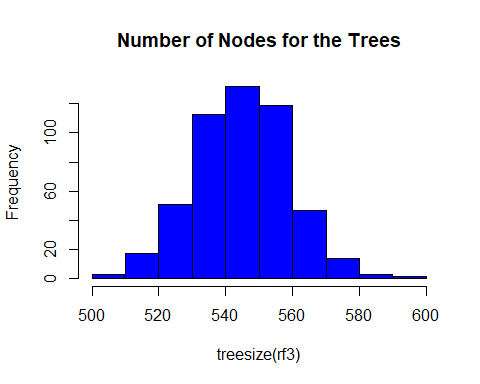 Number of Nodes for the Trees
Frequency
100
60
20
0
500 520 540 560 580 600
treesize(rf3)